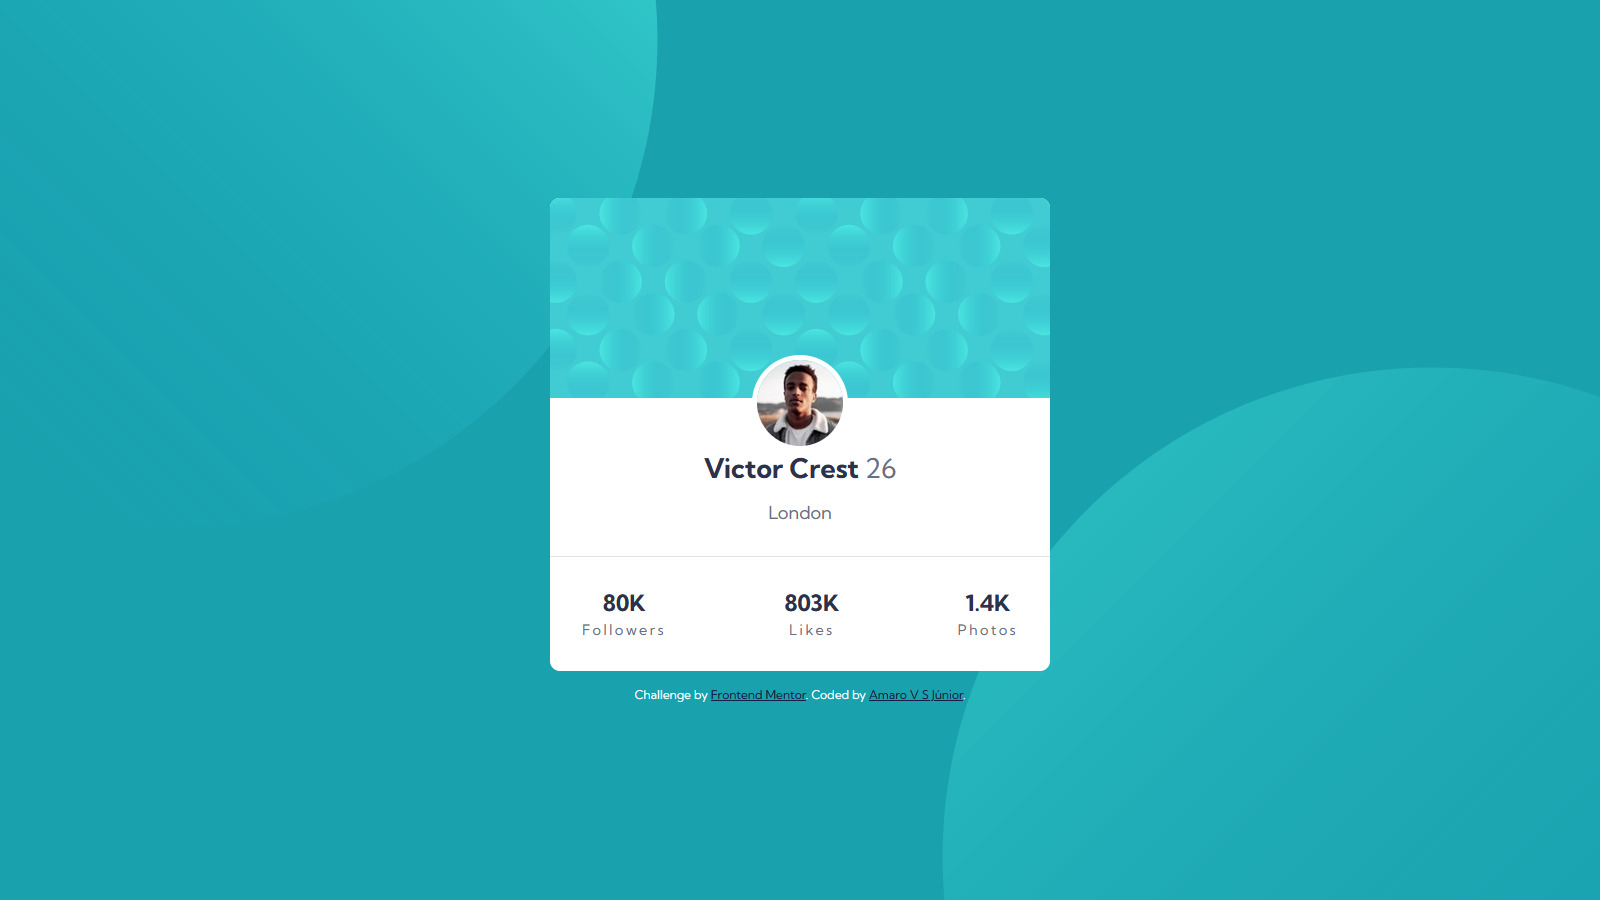 Victor Crest 26
London
80K 803K 1.4K
Followers Likes Photos
Challenge by Frontend Mentor. Coded by Amaro V S Júnior.